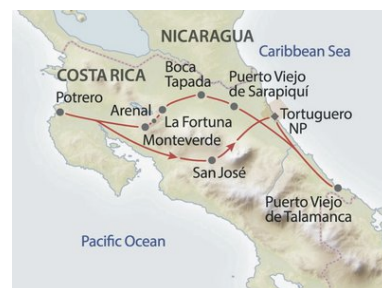 NICARAGUA
Caribbean Sea
COSTA RICA
Boca
Tapada
Puerto Viejo
de Sarapiquí
Potrero
Arenal
La Fortuna
Tortuguero
NP
Monteverde
San José
Puerto Viejo
de Talamanca
Pacific Ocean